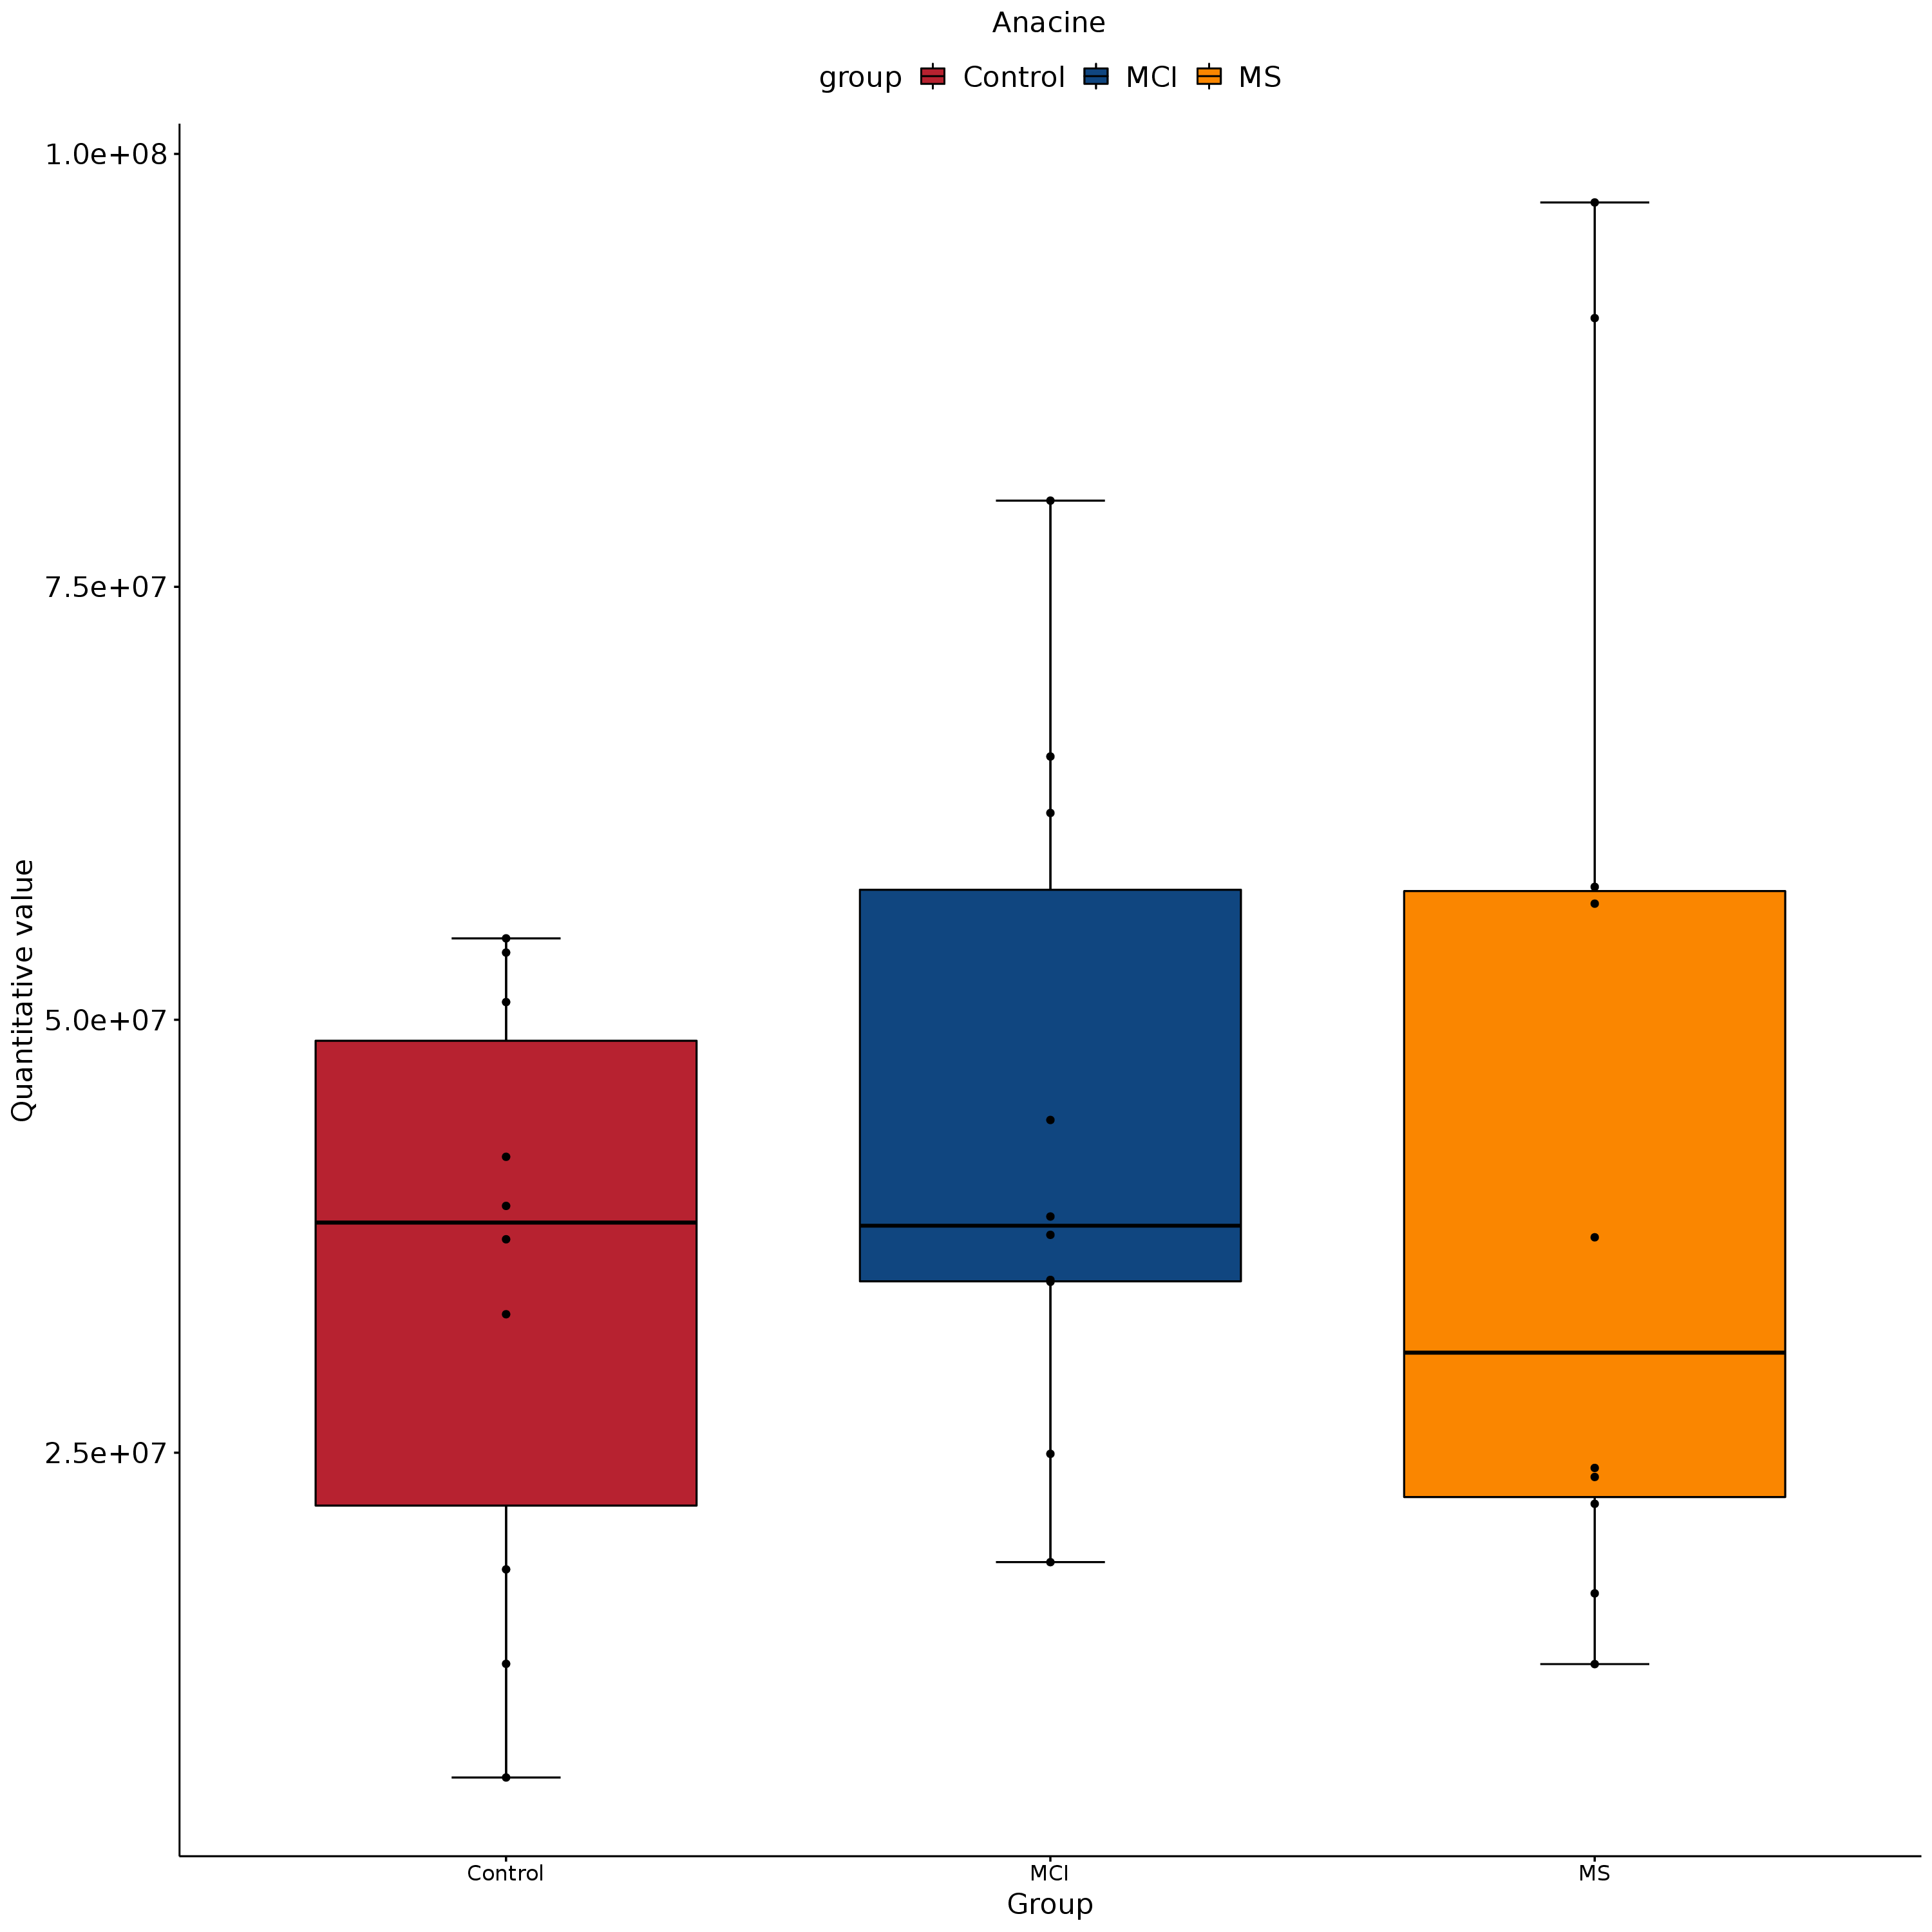 Anacine
group Control MCI MS
1.0e+08
7.5e+07
5.0e+07
2.5e+07
Quantitative value
Control MCI MS
Group